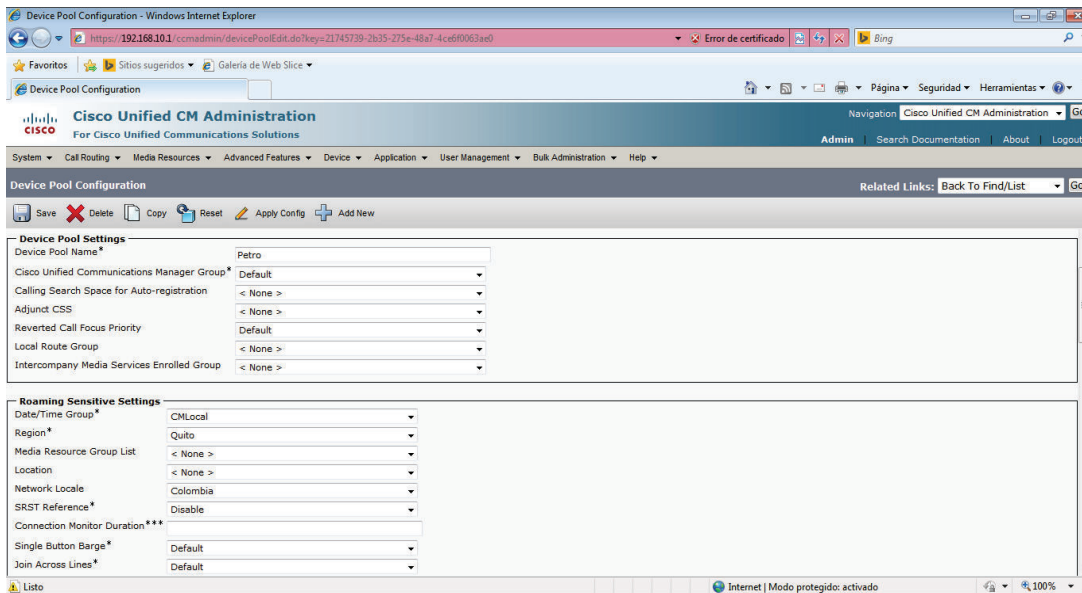 Device Pool Configuration - Windows Internet Explorer
https://192.168.10.1/ccmadmin/devicePoolEdit.do?key=21745739-2b35-275e-48a7-4ce6f0063ae0
Error de certificado
Bing
Favoritos
Sitios sugeridos
Galería de Web Slice
Device Pool Configuration
Página Seguridad Herramientas
cisco
Cisco Unified CM Administration
For Cisco Unified Communications Solutions
Navigation Cisco Unified CM Administration Go
Admin | Search Documentation | About | Logout
System Call Routing Media Resources Advanced Features Device Application User Management Bulk Administration Help
Device Pool Configuration
Related Links: Back To Find/List Go
Save Delete Copy Reset Apply Config Add New
Device Pool Settings
Device Pool Name* Petro
Cisco Unified Communications Manager Group* Default
Calling Search Space for Auto-registration < None >
Adjunct CSS < None >
Reverted Call Focus Priority Default
Local Route Group < None >
Intercompany Media Services Enrolled Group < None >
Roaming Sensitive Settings
Date/Time Group* CMLocal
Region* Quito
Media Resource Group List < None >
Location < None >
Network Locale Colombia
SRST Reference* Disable
Connection Monitor Duration***
Single Button Barge* Default
Join Across Lines* Default
Listo
Internet | Modo protegido: activado
100%